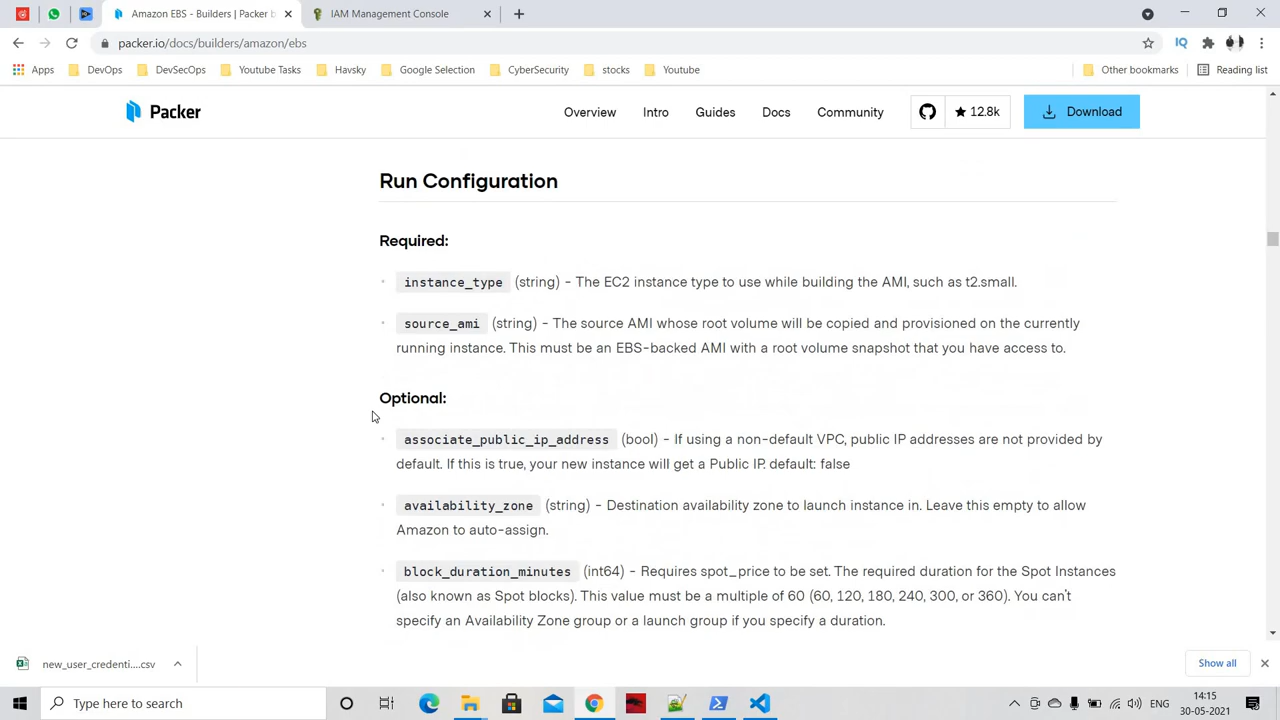 Amazon EBS - Builders | Packer b
IAM Management Console
packer.io/docs/builders/amazon/ebs
Apps
DevOps
DevSecOps
Youtube Tasks
Havsky
Google Selection
CyberSecurity
stocks
Youtube
Other bookmarks
Reading list
Packer
Overview
Intro
Guides
Docs
Community
12.8k
Download
Run Configuration
Required:
instance_type (string) - The EC2 instance type to use while building the AMI, such as t2.small.
source_ami (string) - The source AMI whose root volume will be copied and provisioned on the currently
running instance. This must be an EBS-backed AMI with a root volume snapshot that you have access to.
Optional:
associate_public_ip_address (bool) - If using a non-default VPC, public IP addresses are not provided by
default. If this is true, your new instance will get a Public IP. default: false
availability_zone (string) - Destination availability zone to launch instance in. Leave this empty to allow
Amazon to auto-assign.
block_duration_minutes (int64) - Requires spot_price to be set. The required duration for the Spot Instances
(also known as Spot blocks). This value must be a multiple of 60 (60, 120, 180, 240, 300, or 360). You can't
specify an Availability Zone group or a launch group if you specify a duration.
new_user_credenti....csv
Show all
Type here to search
ENG
14:15
30-05-2021